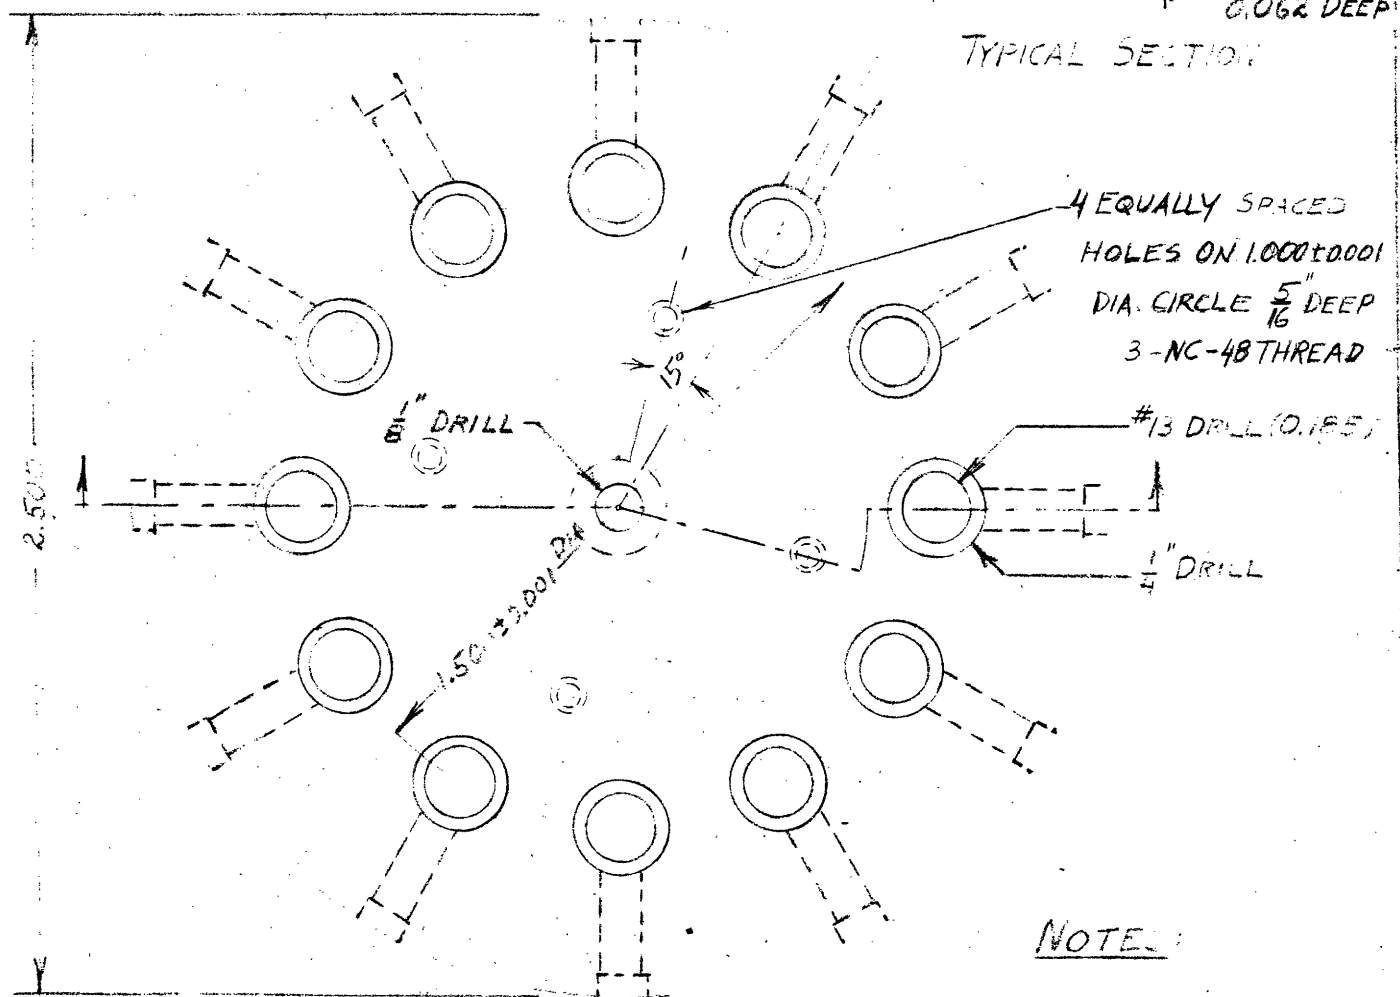 0.062 DEEP
TYPICAL SECTION
4 EQUALLY SPACED
HOLES ON 1.000±0.001
DIA. CIRCLE 5/16" DEEP
3-NC-48 THREAD
15°
1/8" DRILL
#13 DRILL (0.185)
2.500
1/4" DRILL
±0.001 DIA
NOTE